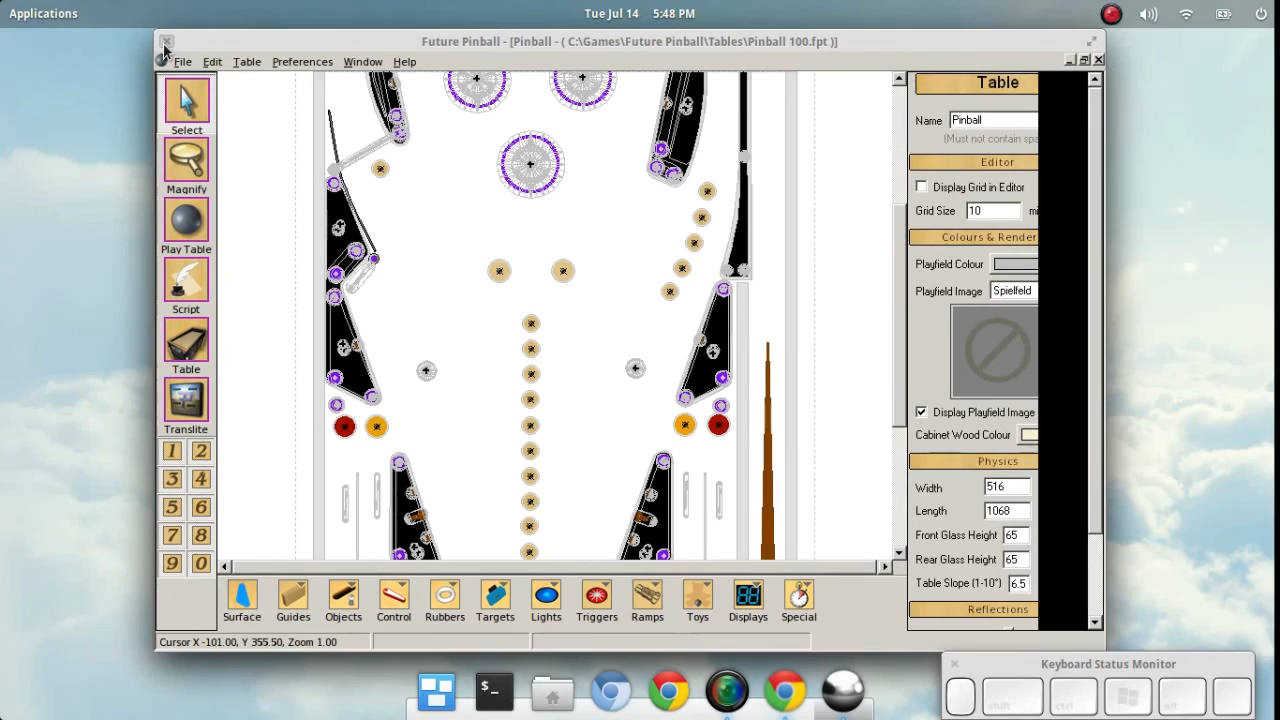 Applications
Tue Jul 14 5:48 PM
Future Pinball - [Pinball - ( C:\Games\Future Pinball\Tables\Pinball 100.fpt )]
File Edit Table Preferences Window Help
Select
Magnify
Play Table
Script
Table
Translite
1 2
3 4
5 6
7 8
9 0
Table
Name Pinball
(Must not contain spa
Editor
Display Grid in Editor
Grid Size 10 mi
Colours & Render
Playfield Colour
Playfield Image Spielfeld
Display Playfield Image
Cabinet Wood Colour
Physics
Width 516
Length 1068
Front Glass Height 65
Rear Glass Height 65
Table Slope (1-10°) 6.5
Reflections
Surface Guides Objects Control Rubbers Targets Lights Triggers Ramps Toys Displays Special
Cursor X -101.00, Y 355.50, Zoom 1.00
Keyboard Status Monitor
shift ctrl alt